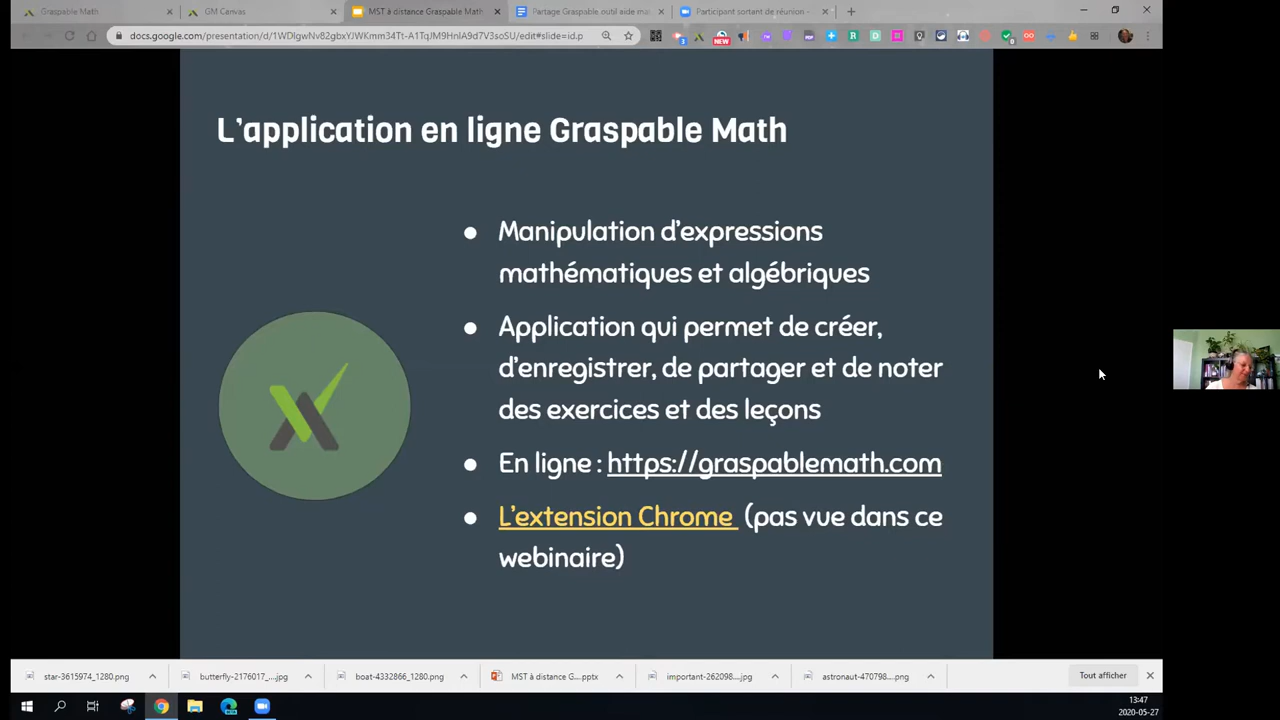 Graspable Math
GM Canvas
MST à distance Graspable Math
Partage Graspable outil aide ma
Participant sortant de réunion -
docs.google.com/presentation/d/1WDlgwNv8ZgbxYJWKmm34Tt-A1TqJM9HnlA9d7V3soSU/edit#slide=id.p
NEW
L'application en ligne Graspable Math
● Manipulation d'expressions
mathématiques et algébriques
● Application qui permet de créer,
d'enregistrer, de partager et de noter
des exercices et des leçons
● En ligne : https://graspablemath.com
● L'extension Chrome (pas vue dans ce
webinaire)
star-3615974_1280.png
butterfly-2176017_....jpg
boat-4332866_1280.png
MST à distance G....pptx
important-262098....jpg
astronaut-470798....png
Tout afficher
13:47
2020-05-27